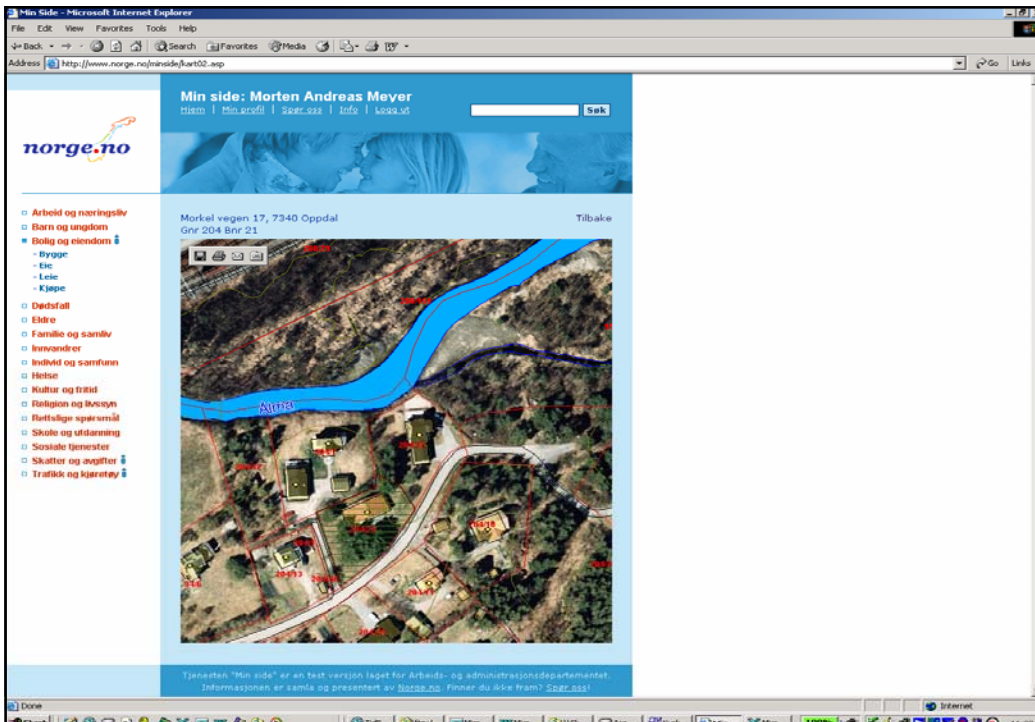 Min Side - Microsoft Internet Explorer
File Edit View Favorites Tools Help
Back Search Favorites Media
Address http://www.norge.no/minside/kart02.asp Go Links
Min side: Morten Andreas Meyer
Hjem | Min profil | Spør oss | Info | Logg ut
Søk
norge.no
Arbeid og næringsliv
Barn og ungdom
Bolig og eiendom
Bygge
Eie
Leie
Kjøpe
Dødsfall
Eldre
Familie og samliv
Innvandrer
Individ og samfunn
Helse
Kultur og fritid
Religion og livssyn
Rettslige spørsmål
Skole og utdanning
Sosiale tjenester
Skatter og avgifter
Trafikk og kjøretøy
Morkel vegen 17, 7340 Oppdal
Tilbake
Gnr 204 Bnr 21
Ålma
204/18
204/13
Tjenesten "Min side" er en test versjon laget for Arbeids- og administrasjonsdepartementet.
Informasjonen er samla og presentert av Norge.no. Finner du ikke fram? Spør oss!
Done
Internet